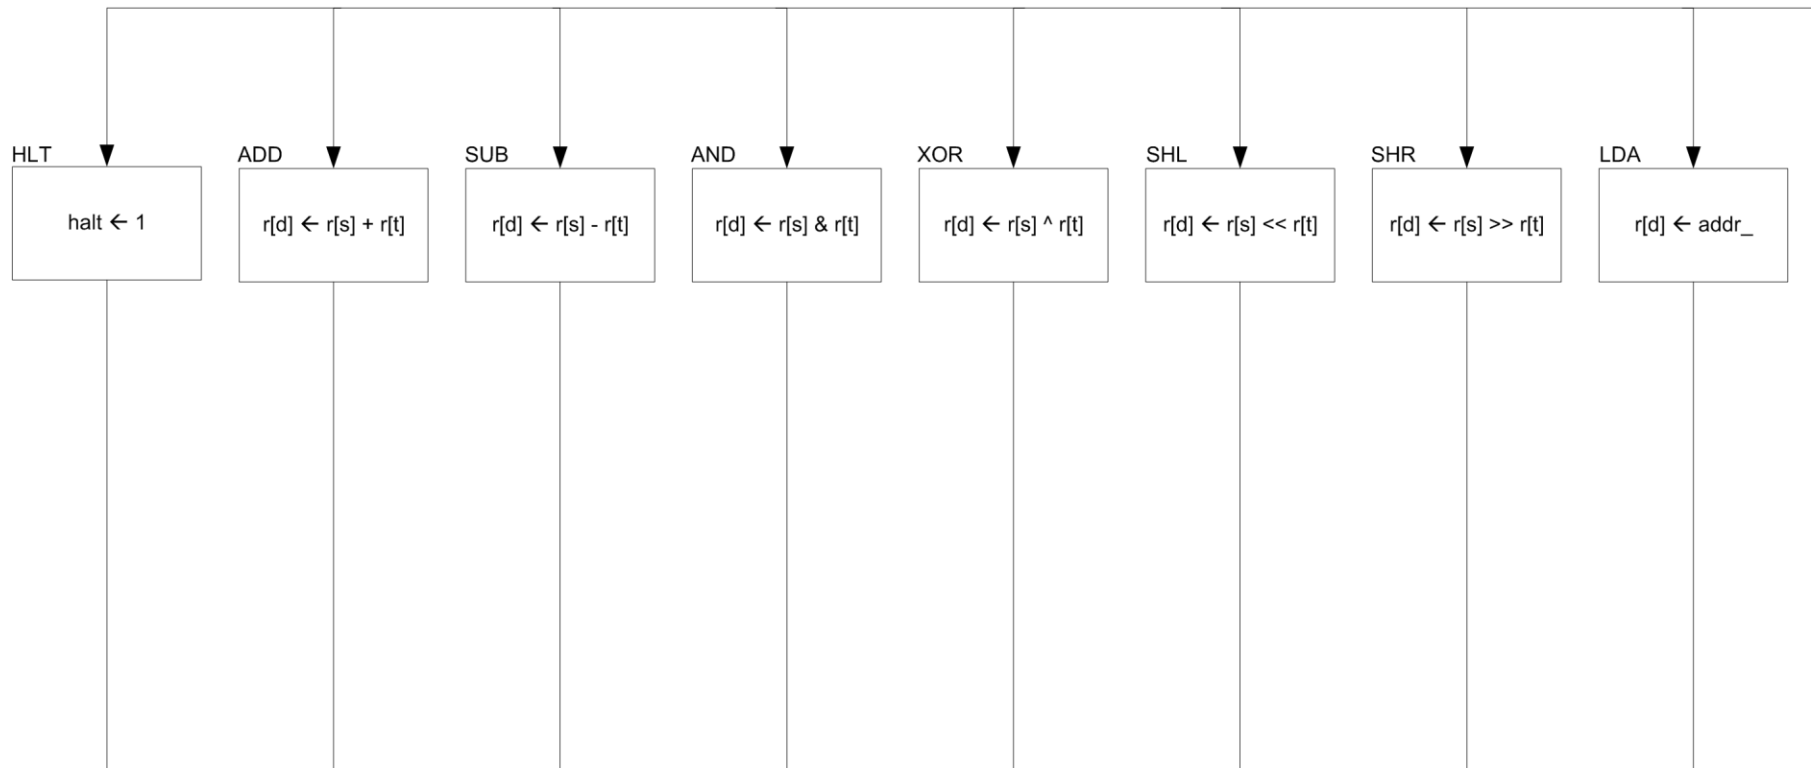 HLT
halt ← 1
ADD
r[d] ← r[s] + r[t]
SUB
r[d] ← r[s] - r[t]
AND
r[d] ← r[s] & r[t]
XOR
r[d] ← r[s] ^ r[t]
SHL
r[d] ← r[s] << r[t]
SHR
r[d] ← r[s] >> r[t]
LDA
r[d] ← addr_